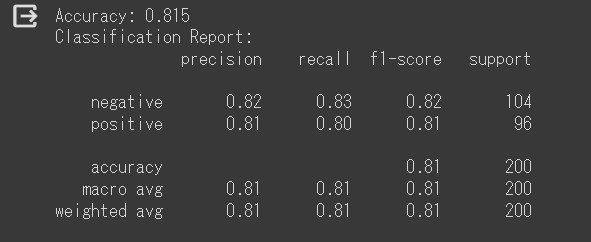 Accuracy: 0.815
Classification Report:
precision recall f1-score support
negative 0.82 0.83 0.82 104
positive 0.81 0.80 0.81 96
accuracy 0.81 200
macro avg 0.81 0.81 0.81 200
weighted avg 0.81 0.81 0.81 200